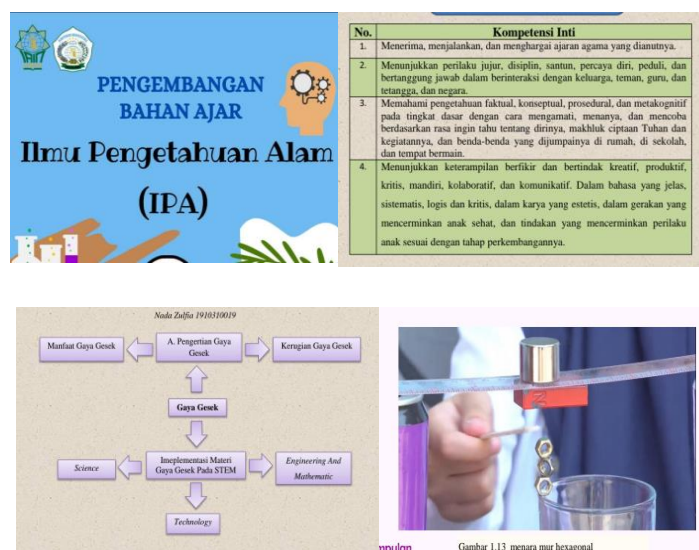 PENGEMBANGAN
BAHAN AJAR
Ilmu Pengetahuan Alam
(IPA)
No. Kompetensi Inti
1. Menerima, menjalankan, dan menghargai ajaran agama yang dianutnya.
2. Menunjukkan perilaku jujur, disiplin, santun, percaya diri, peduli, dan
bertanggung jawab dalam berinteraksi dengan keluarga, teman, guru, dan
tetangga, dan negara.
3. Memahami pengetahuan faktual, konseptual, prosedural, dan metakognitif
pada tingkat dasar dengan cara mengamati, menanya, dan mencoba
berdasarkan rasa ingin tahu tentang dirinya, makhluk ciptaan Tuhan dan
kegiatannya, dan benda-benda yang dijumpainya di rumah, di sekolah,
dan tempat bermain.
4. Menunjukkan keterampilan berfikir dan bertindak kreatif, produktif,
kritis, mandiri, kolaboratif, dan komunikatif. Dalam bahasa yang jelas,
sistematis, logis dan kritis, dalam karya yang estetis, dalam gerakan yang
mencerminkan anak sehat, dan tindakan yang mencerminkan perilaku
anak sesuai dengan tahap perkembangannya.
Nada Zulfia 1910310019
Manfaat Gaya Gesek
A. Pengertian Gaya
Gesek
Kerugian Gaya Gesek
Gaya Gesek
Science
Imeplementasi Materi
Gaya Gesek Pada STEM
Engineering And
Mathematic
Technology
N
Gambar 1.13 menara mur hexagonal